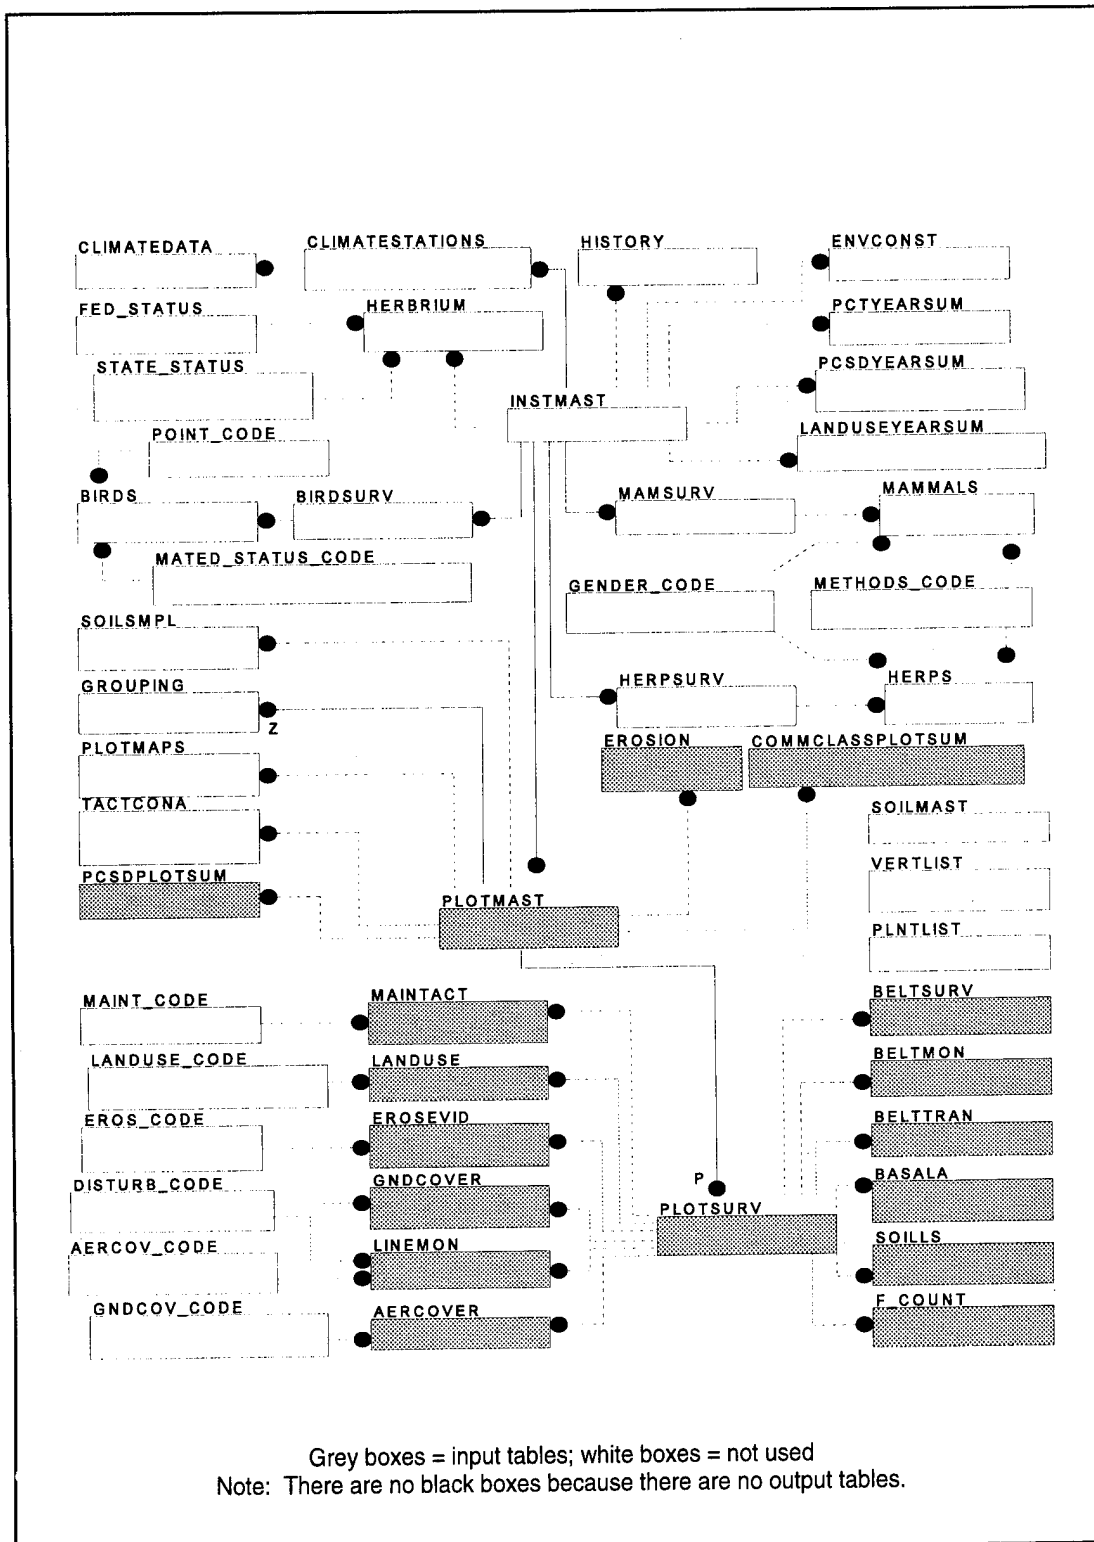 CLIMATEDATA
CLIMATESTATIONS
HISTORY
ENVCONST
FED_STATUS
HERBRIUM
PCTYEARSUM
STATE_STATUS
PCSDYEARSUM
INSTMAST
POINT_CODE
LANDUSEYEARSUM
BIRDS
BIRDSURV
MAMSURV
MAMMALS
MATED_STATUS_CODE
GENDER_CODE
METHODS_CODE
SOILSMPL
GROUPING
HERPSURV
HERPS
Z
PLOTMAPS
EROSION
COMMCLASSPLOTSUM
TACTCONA
SOILMAST
PCSDPLOTSUM
VERTLIST
PLOTMAST
PLNTLIST
MAINT_CODE
MAINTACT
BELTSURV
LANDUSE_CODE
LANDUSE
BELTMON
EROS_CODE
EROSEVID
BELTTRAN
DISTURB_CODE
GNDCOVER
P
BASALA
PLOTSURV
AERCOV_CODE
LINEMON
SOILLS
GNDCOV_CODE
AERCOVER
F_COUNT
Grey boxes = input tables; white boxes = not used
Note: There are no black boxes because there are no output tables.